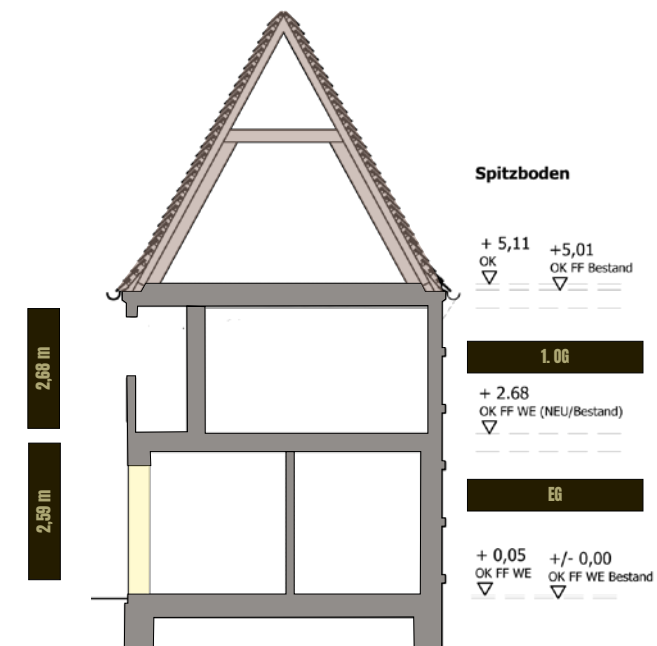 Spitzboden
+ 5,11
OK
+5,01
OK FF Bestand
2,68 m
1. OG
+ 2.68
OK FF WE (NEU/Bestand)
2,59 m
EG
+ 0,05
OK FF WE
+/- 0,00
OK FF WE Bestand